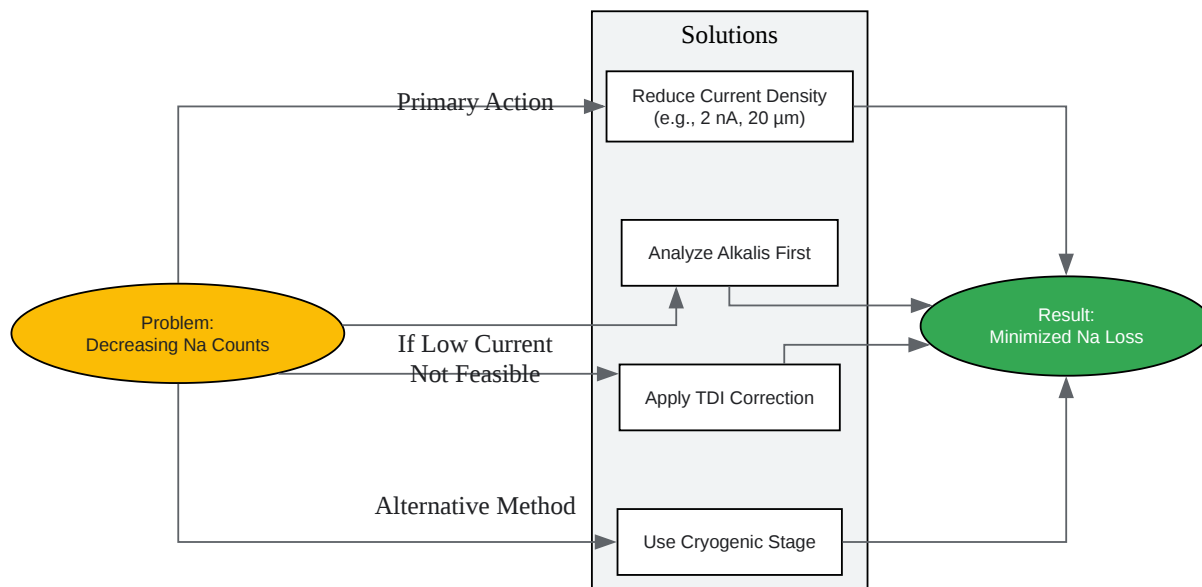 Solutions
Primary Action
Reduce Current Density
(e.g., 2 nA, 20 µm)
Analyze Alkalis First
Problem:
Decreasing Na Counts
Result:
Minimized Na Loss
If Low Current
Not Feasible
Apply TDI Correction
Alternative Method
Use Cryogenic Stage